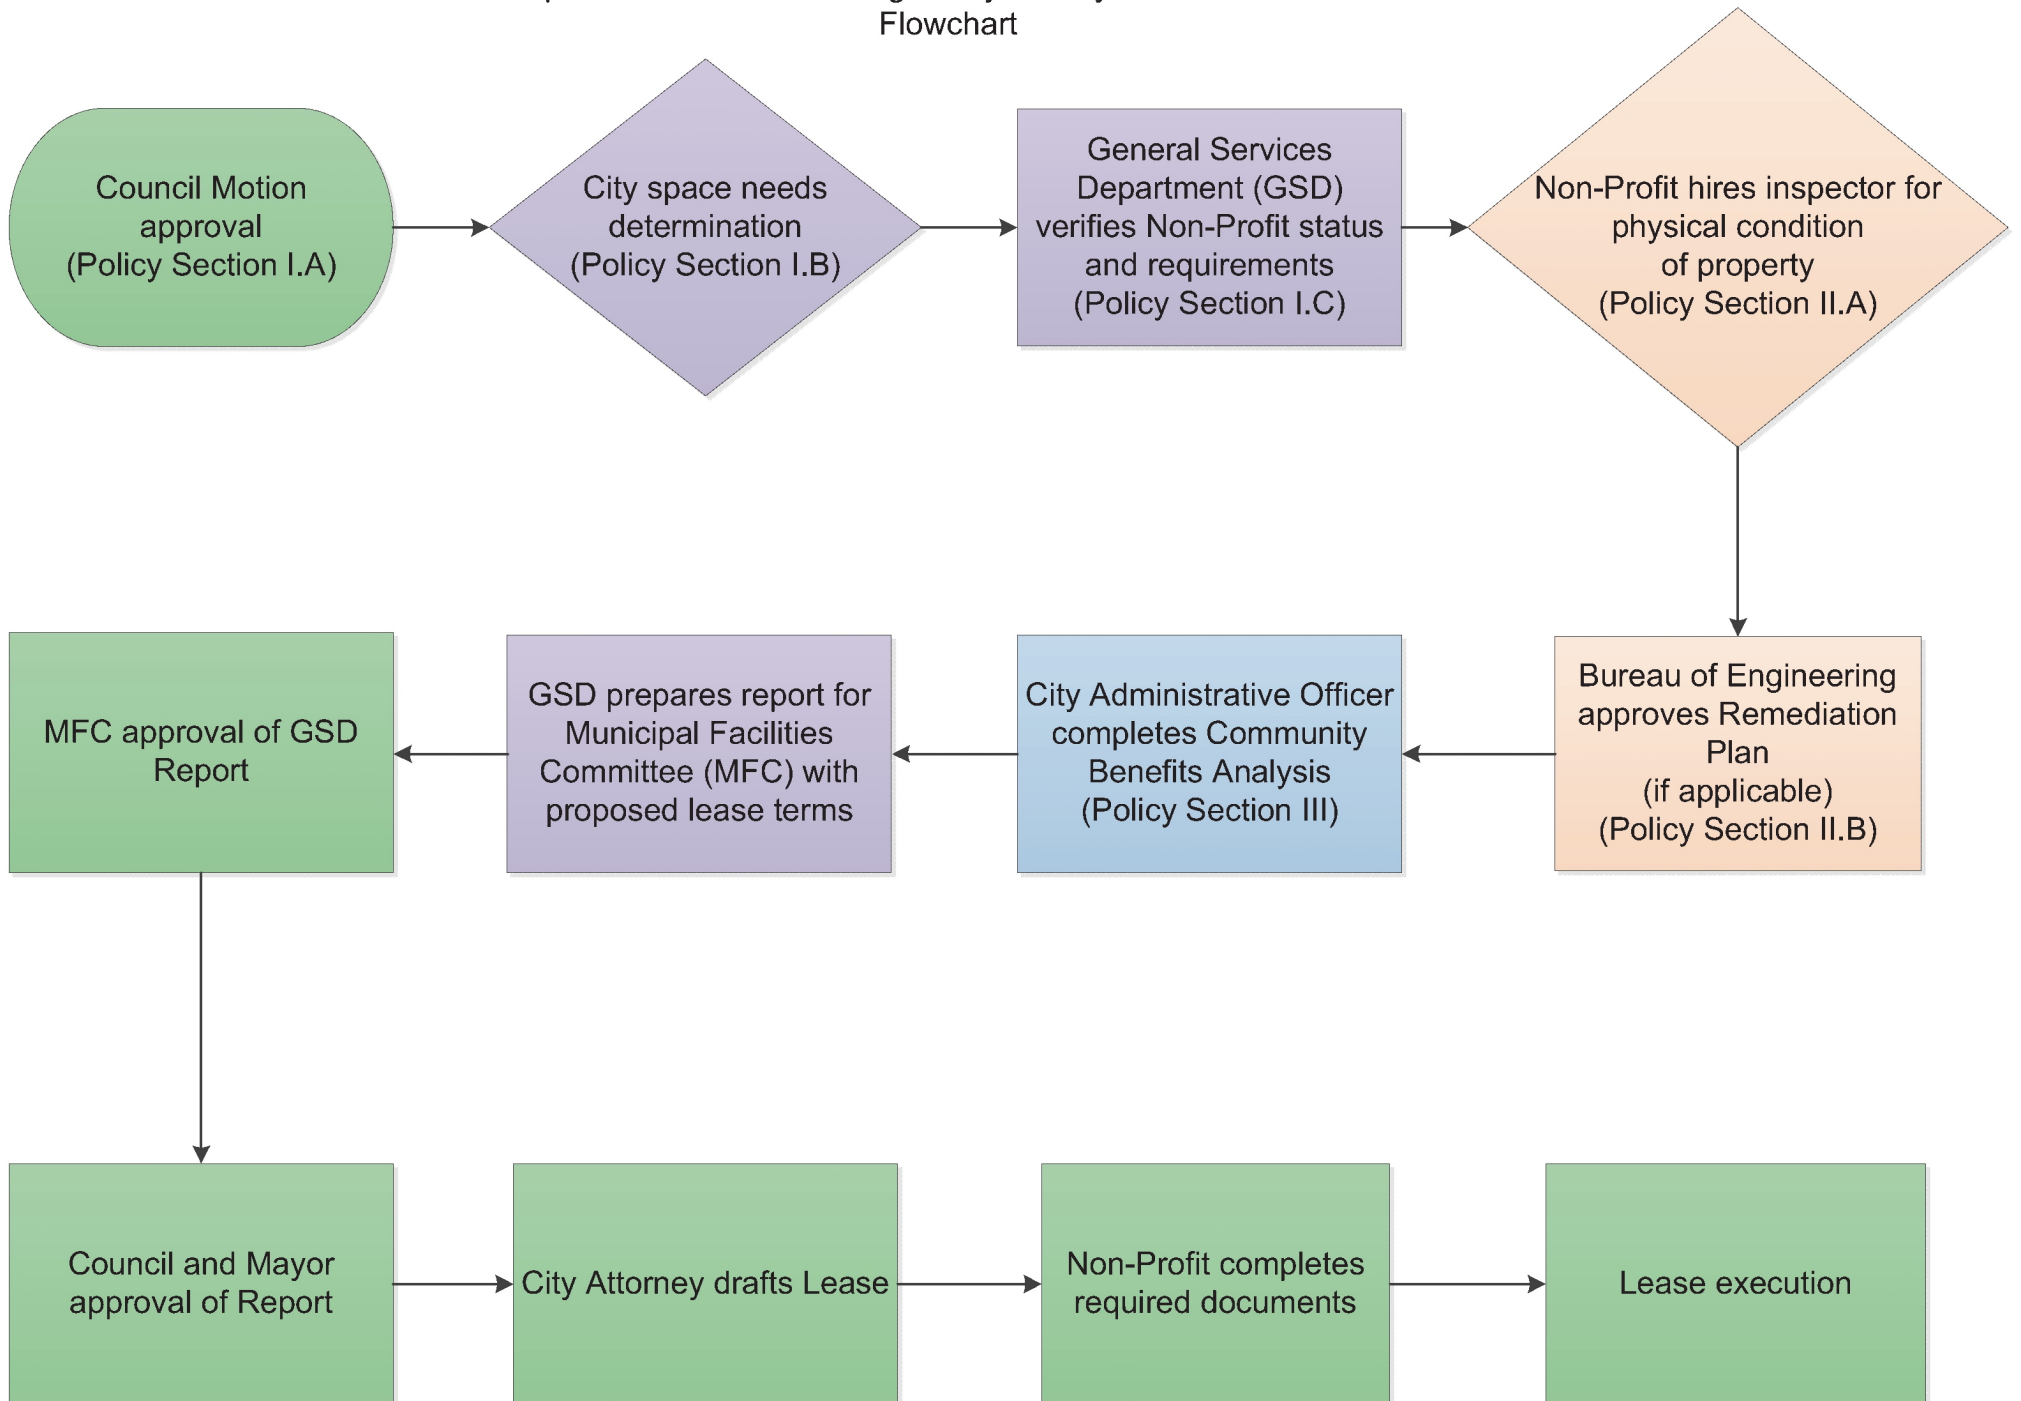 Flowchart
Council Motion
approval
(Policy Section I.A)
City space needs
determination
(Policy Section I.B)
General Services
Department (GSD)
verifies Non-Profit status
and requirements
(Policy Section I.C)
Non-Profit hires inspector for
physical condition
of property
(Policy Section II.A)
Bureau of Engineering
approves Remediation
Plan
(if applicable)
(Policy Section II.B)
City Administrative Officer
completes Community
Benefits Analysis
(Policy Section III)
GSD prepares report for
Municipal Facilities
Committee (MFC) with
proposed lease terms
MFC approval of GSD
Report
Council and Mayor
approval of Report
City Attorney drafts Lease
Non-Profit completes
required documents
Lease execution